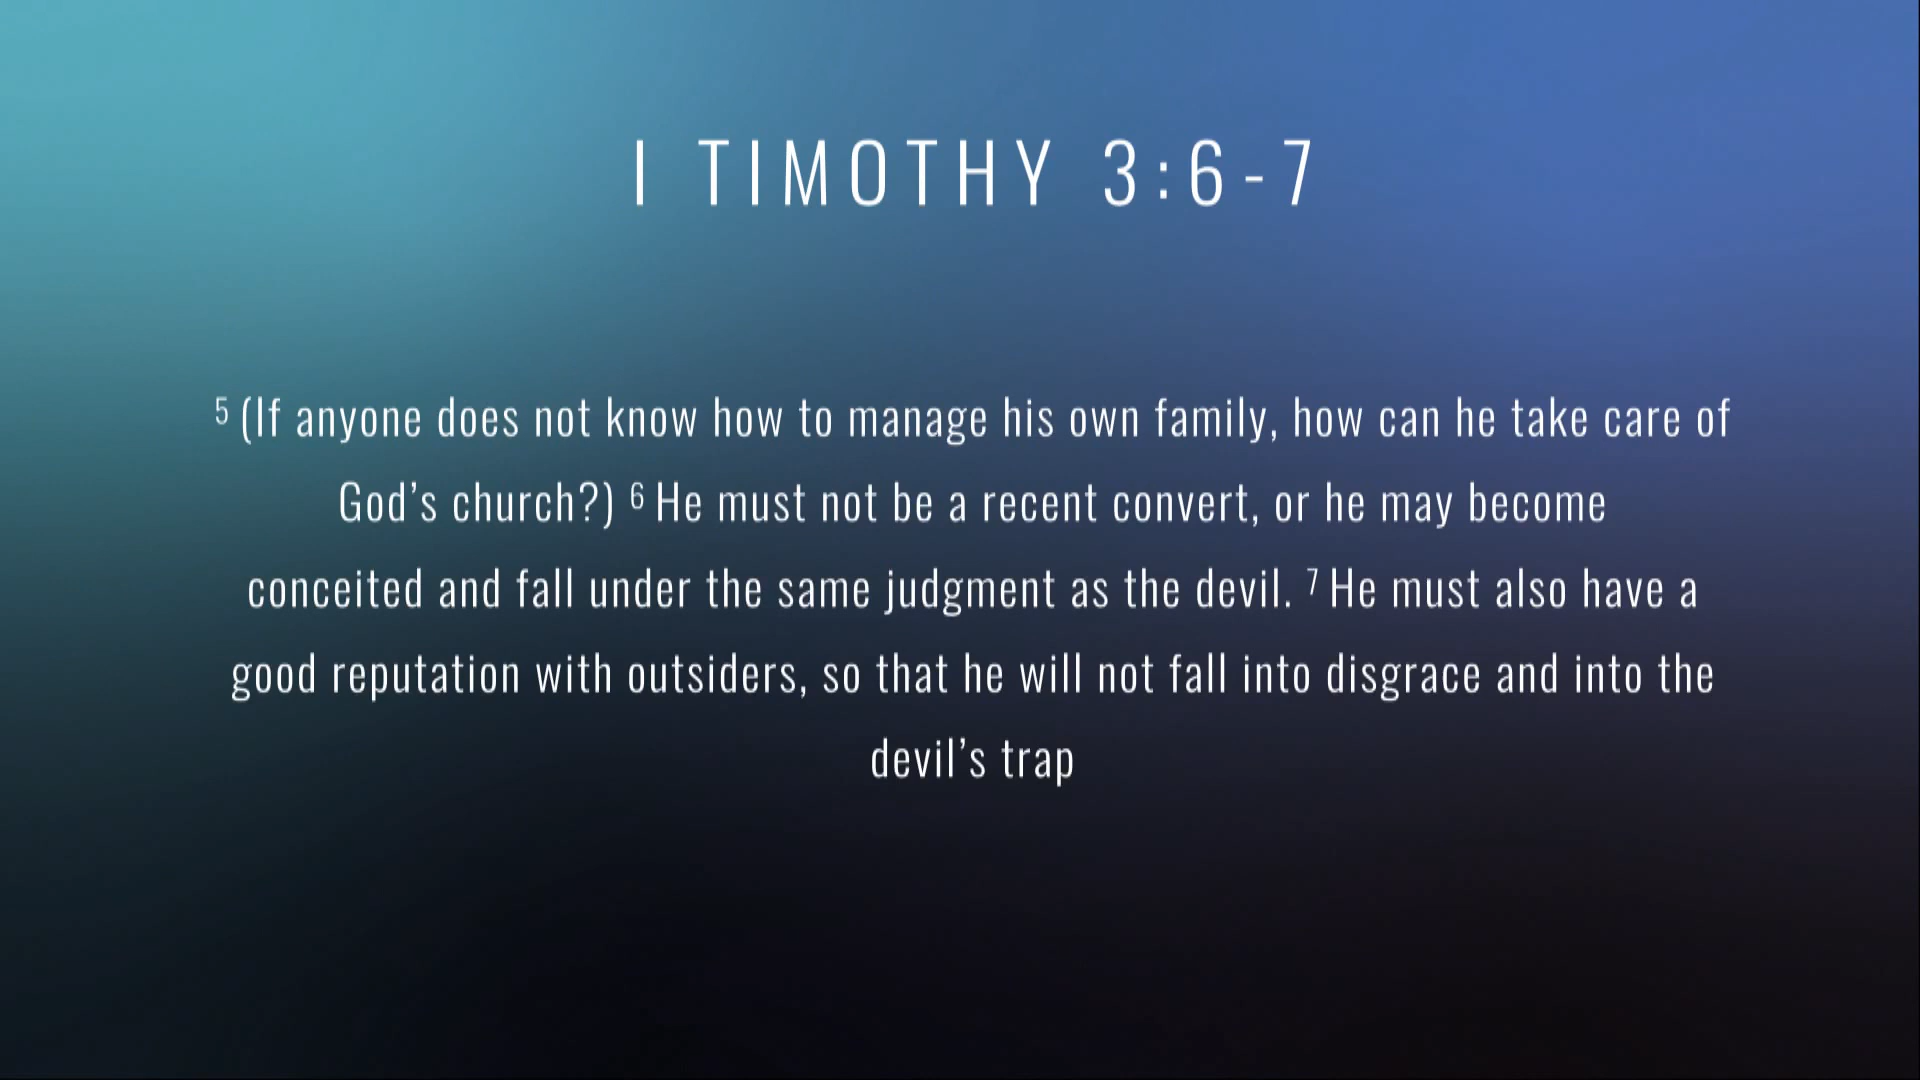 I TIMOTHY 3:6-7
5 (If anyone does not know how to manage his own family, how can he take care of
God’s church?) 6 He must not be a recent convert, or he may become
conceited and fall under the same judgment as the devil. 7 He must also have a
good reputation with outsiders, so that he will not fall into disgrace and into the
devil’s trap